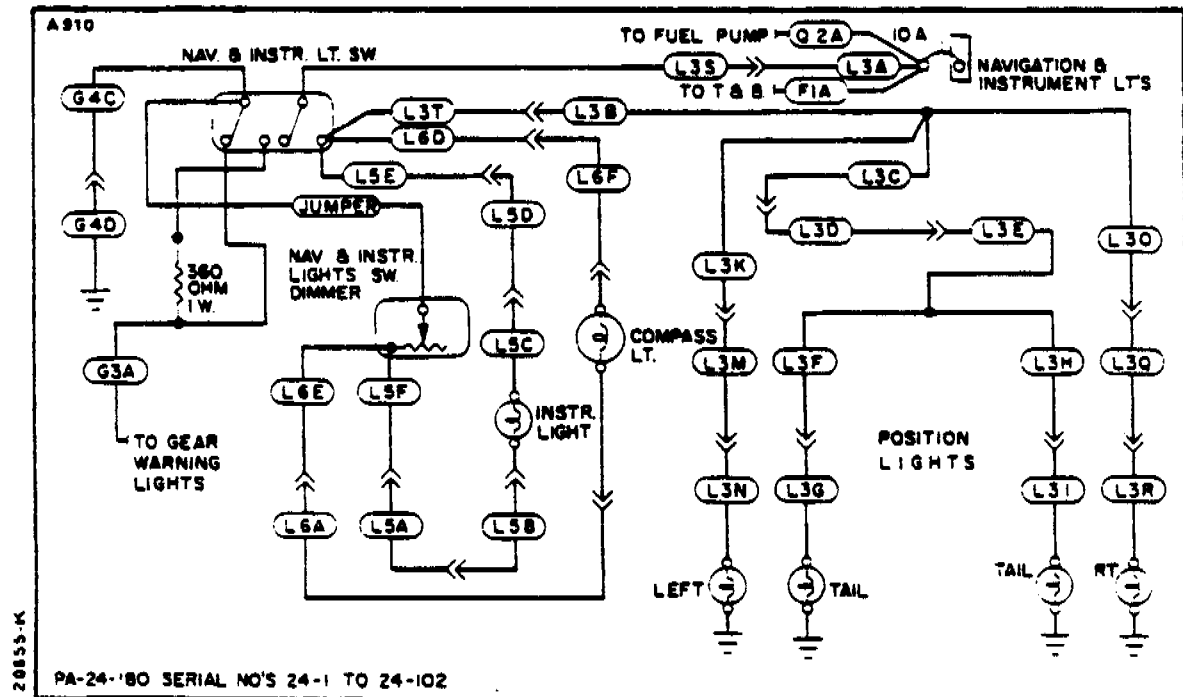 A910
TO FUEL PUMP
Q2A
10A
NAV. & INSTR. LT. SW.
L3S
L3A
NAVIGATION &
INSTRUMENT LT'S
G4C
TO T & B
F1A
L3T
L3B
L6D
L5E
L6F
L3C
JUMPER
L5D
G4D
L3D
L3E
L3O
NAV & INSTR.
LIGHTS SW.
DIMMER
L3K
360
OHM
1 W.
COMPASS
LT.
L5C
G3A
L6E
L5F
L3M
L3F
L3H
L3Q
INSTR.
LIGHT
TO GEAR
WARNING
LIGHTS
POSITION
LIGHTS
L6A
L5A
L5B
L3N
L3G
L3I
L3R
LEFT
TAIL
TAIL
RT
20855-K
PA-24-'80 SERIAL NO'S 24-1 TO 24-102